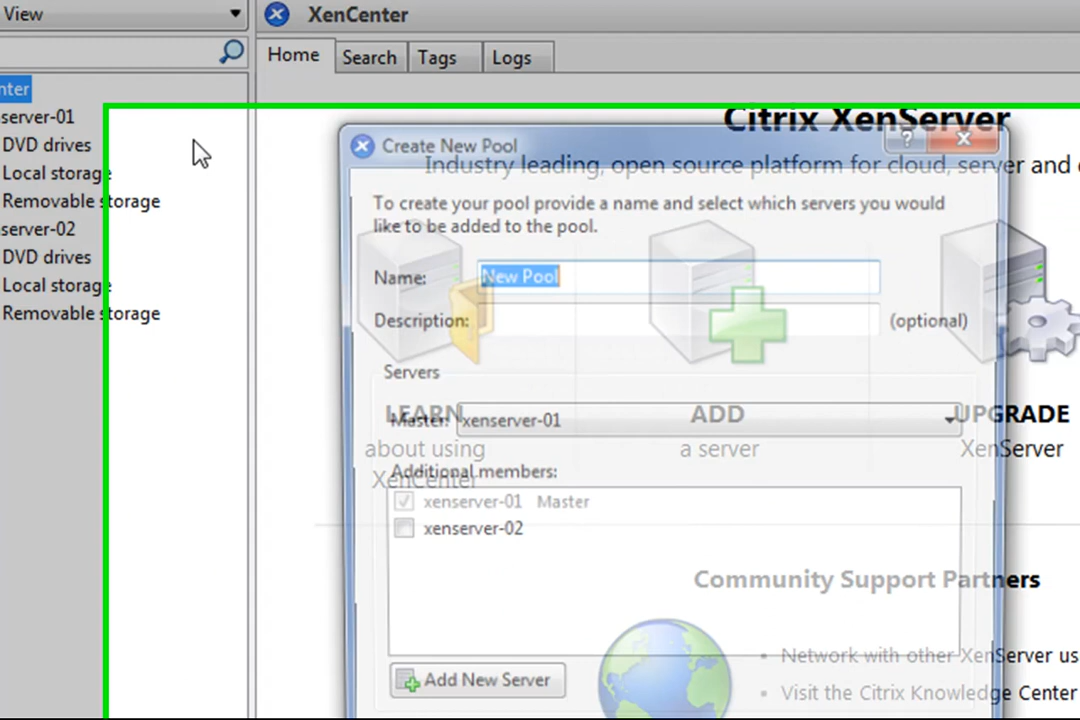 View
XenCenter
Home
Search
Tags
Logs
nter
server-01
DVD drives
Local storage
Removable storage
server-02
DVD drives
Local storage
Removable storage
Citrix XenServer
Industry leading, open source platform for cloud, server and
Create New Pool
?
To create your pool provide a name and select which servers you would
like to be added to the pool.
Name: New Pool
Description: (optional)
Servers
Master: xenserver-01
LEARN
about using
XenCenter
ADD
a server
UPGRADE
XenServer
Additional members:
xenserver-01 Master
xenserver-02
Add New Server
Community Support Partners
• Network with other XenServer us
• Visit the Citrix Knowledge Center